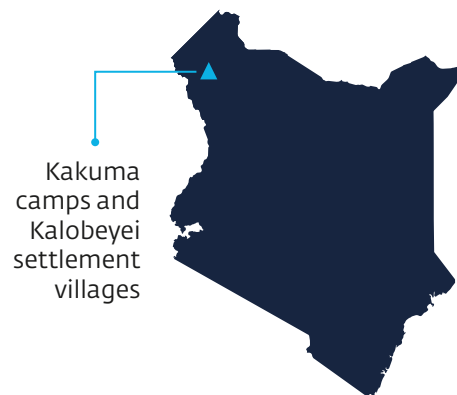 Kakuma
camps and
Kalobeyei
settlement
villages